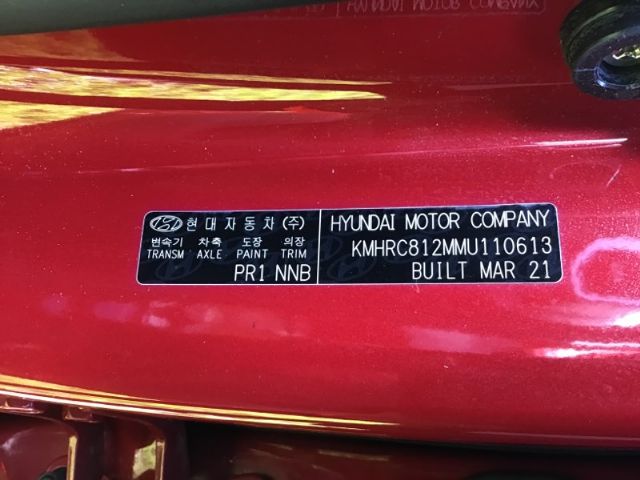 현대자동차(주)
변속기 차축 도장 의장
TRANSM AXLE PAINT TRIM
PR1 NNB
HYUNDAI MOTOR COMPANY
KMHRC812MMU110613
BUILT MAR 21